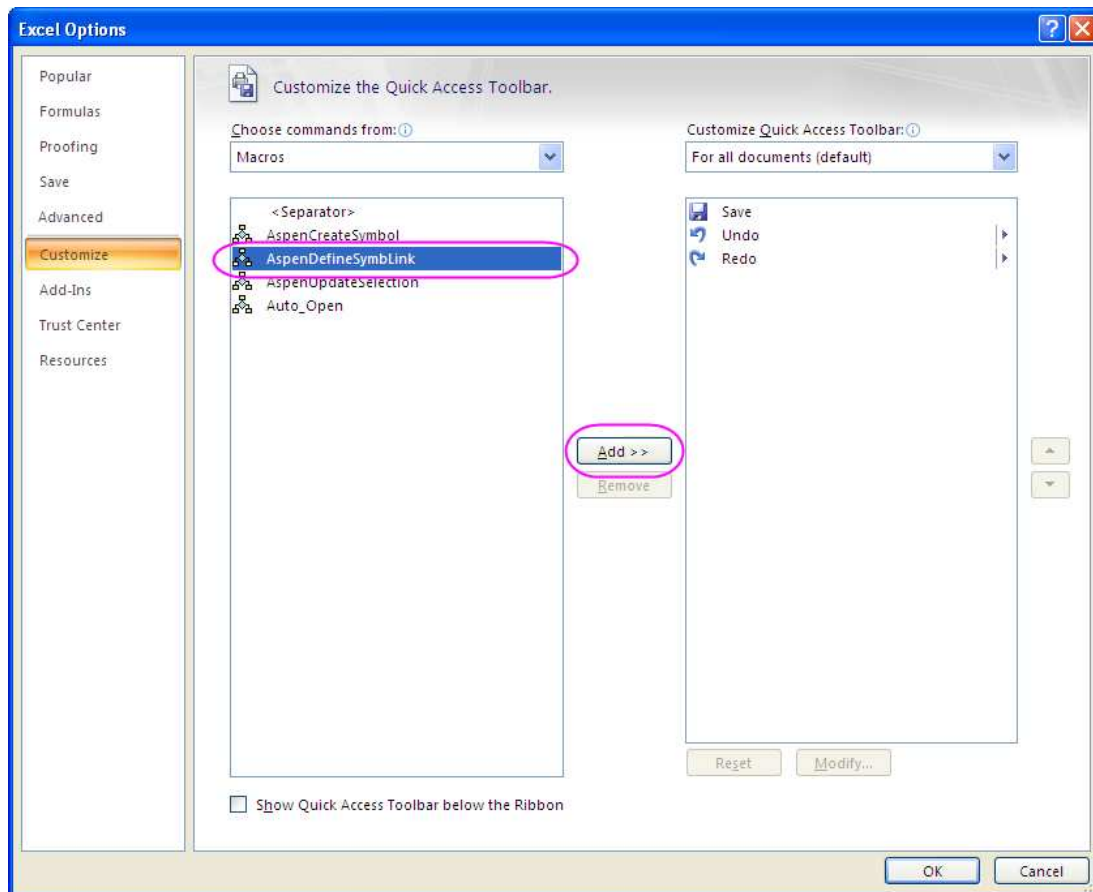 Excel Options
Popular
Formulas
Proofing
Save
Advanced
Customize
Add-Ins
Trust Center
Resources
Customize the Quick Access Toolbar.
Choose commands from:
Macros
<Separator>
AspenCreateSymbol
AspenDefineSymbLink
AspenUpdateSelection
Auto_Open
Add >>
Remove
Customize Quick Access Toolbar:
For all documents (default)
Save
Undo
Redo
Reset
Modify...
Show Quick Access Toolbar below the Ribbon
OK
Cancel